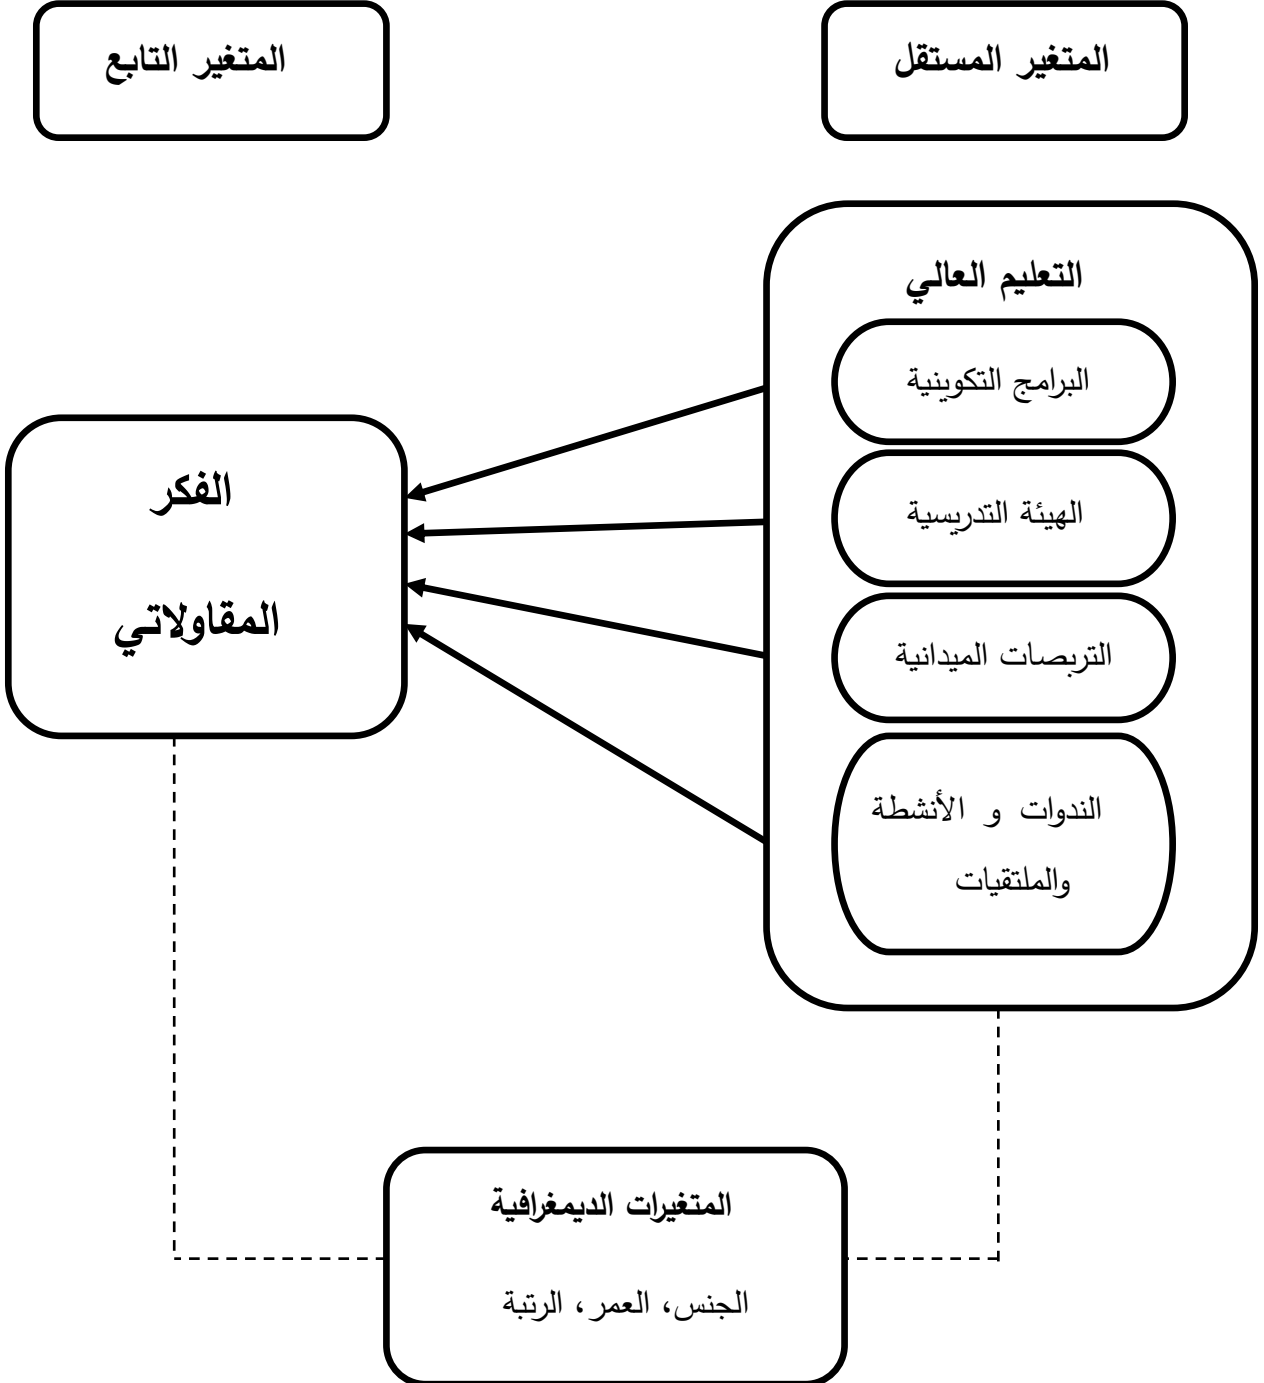 المتغير المستقل
المتغير التابع
التعليم العالي
البرامج التكوينية
الهيئة التدريسية
التربصات الميدانية
الندوات و الأنشطة
والملتقيات
الفكر
المقاولاتي
المتغيرات الديمغرافية
الجنس، العمر، الرتبة